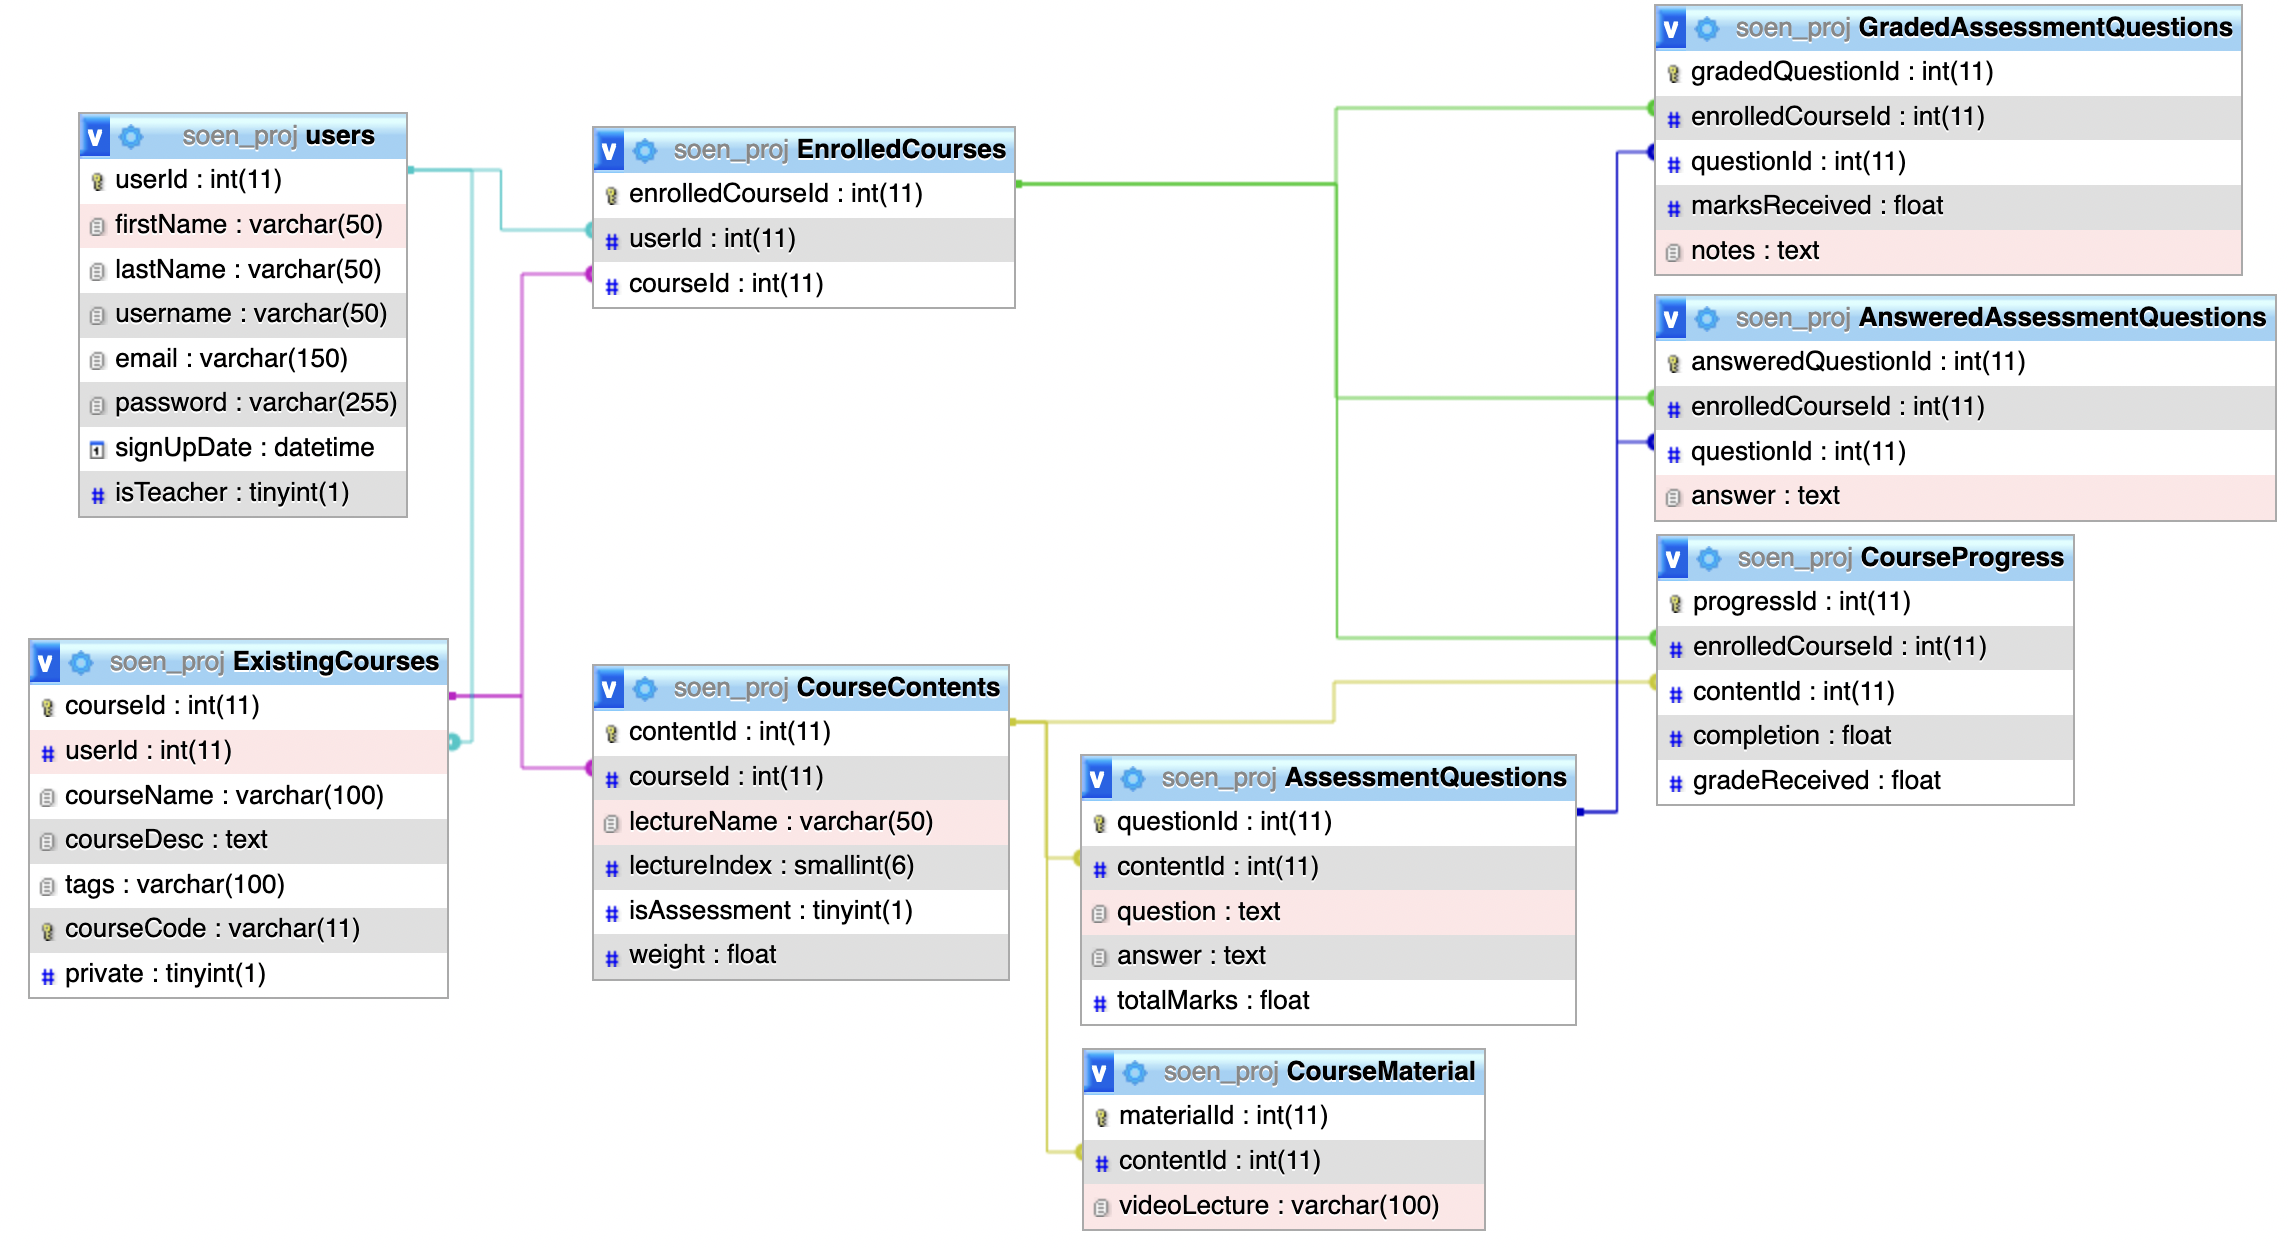 soen_proj users
userId : int(11)
firstName : varchar(50)
lastName : varchar(50)
username : varchar(50)
email : varchar(150)
password : varchar(255)
signUpDate : datetime
isTeacher : tinyint(1)
soen_proj ExistingCourses
courseId : int(11)
userId : int(11)
courseName : varchar(100)
courseDesc : text
tags : varchar(100)
courseCode : varchar(11)
private : tinyint(1)
soen_proj EnrolledCourses
enrolledCourseId : int(11)
userId : int(11)
courseId : int(11)
soen_proj CourseContents
contentId : int(11)
courseId : int(11)
lectureName : varchar(50)
lectureIndex : smallint(6)
isAssessment : tinyint(1)
weight : float
soen_proj AssessmentQuestions
questionId : int(11)
contentId : int(11)
question : text
answer : text
totalMarks : float
soen_proj CourseMaterial
materialId : int(11)
contentId : int(11)
videoLecture : varchar(100)
soen_proj GradedAssessmentQuestions
gradedQuestionId : int(11)
enrolledCourseId : int(11)
questionId : int(11)
marksReceived : float
notes : text
soen_proj AnsweredAssessmentQuestions
answeredQuestionId : int(11)
enrolledCourseId : int(11)
questionId : int(11)
answer : text
soen_proj CourseProgress
progressId : int(11)
enrolledCourseId : int(11)
contentId : int(11)
completion : float
gradeReceived : float